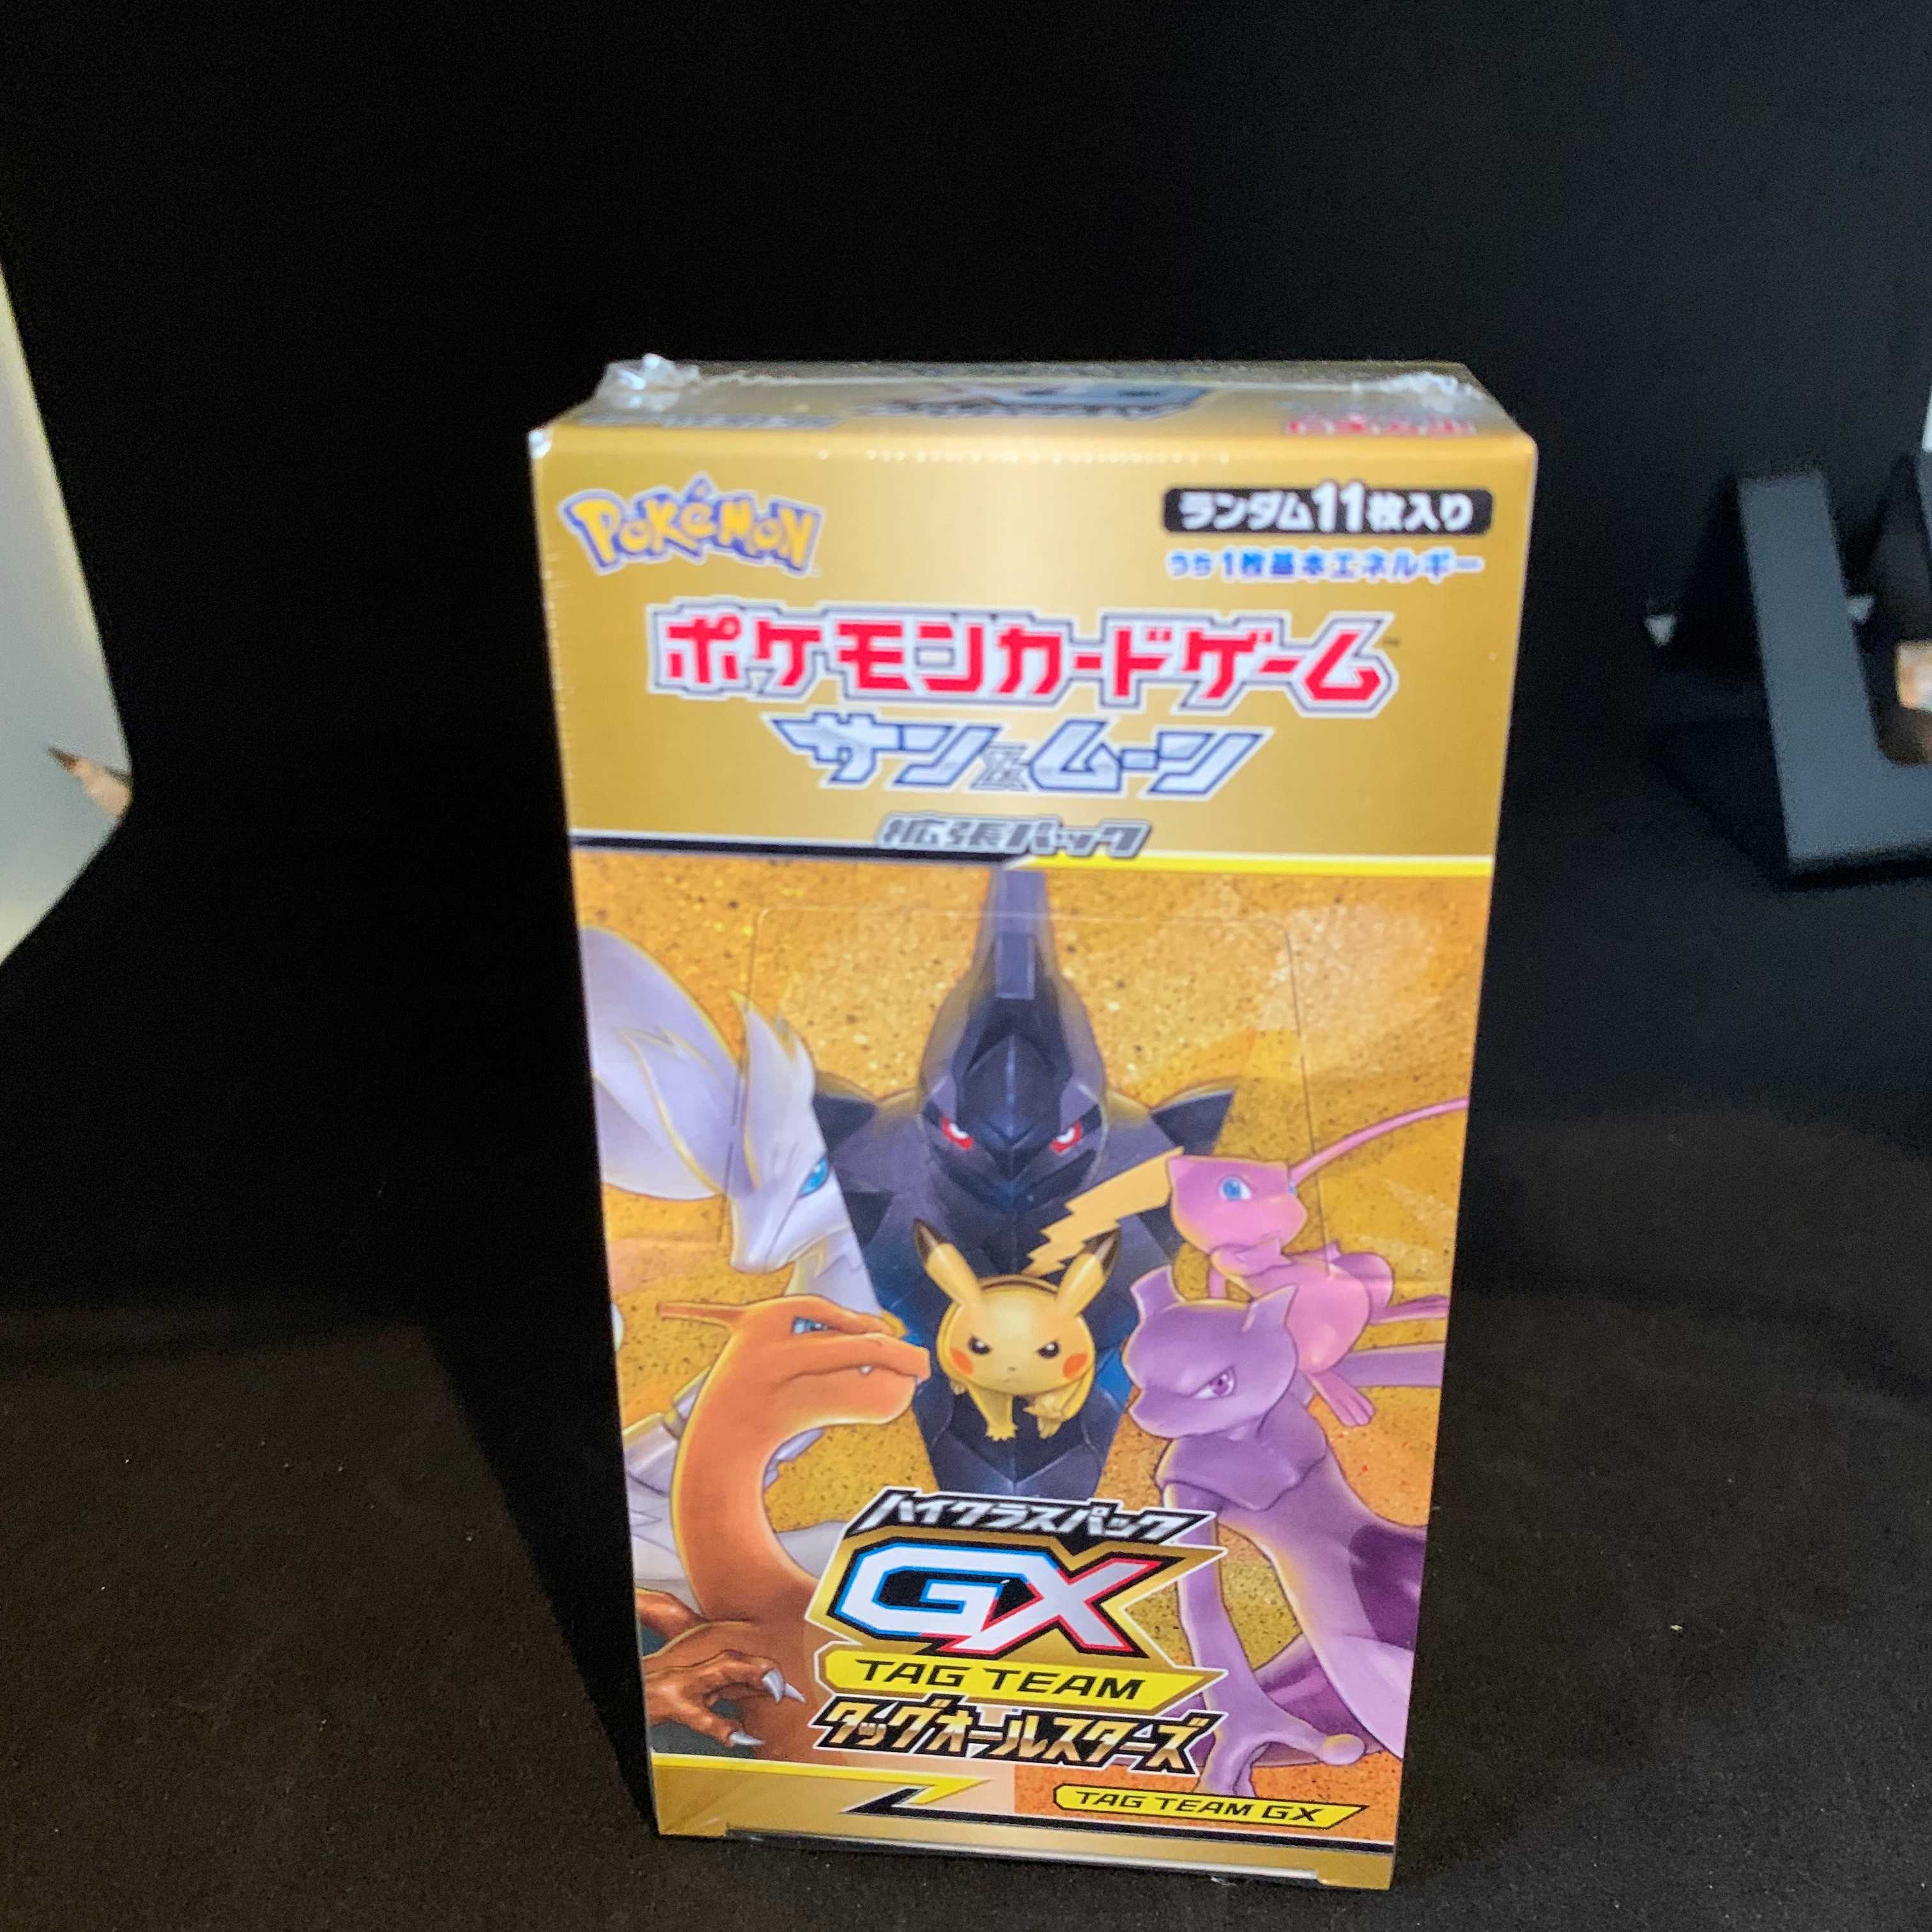 POKéMON
ランダム11枚入り
うち1枚基本エネルギー
ポケモンカードゲーム
サン&ムーン
拡張パック
ハイクラスパック
GX
TAG TEAM
タッグオールスターズ
TAG TEAM GX